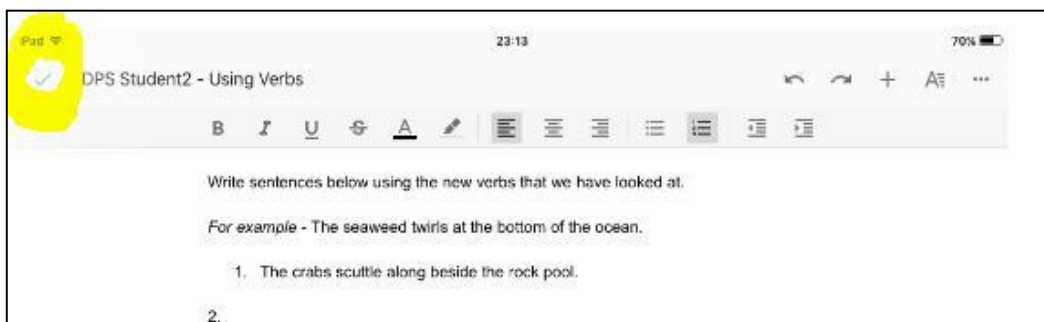 iPad 23:13 70%
DPS Student2 - Using Verbs
B I U S A
Write sentences below using the new verbs that we have looked at.
For example - The seaweed twirls at the bottom of the ocean.
1. The crabs scuttle along beside the rock pool.
2.